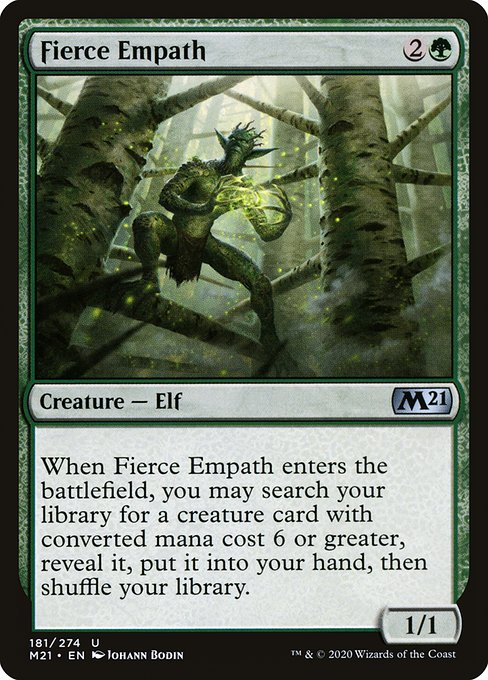 Fierce Empath 2
Creature — Elf M21
When Fierce Empath enters the
battlefield, you may search your
library for a creature card with
converted mana cost 6 or greater,
reveal it, put it into your hand, then
shuffle your library.
1/1
181/274 U
M21 • EN Johann Bodin ™ & © 2020 Wizards of the Coast